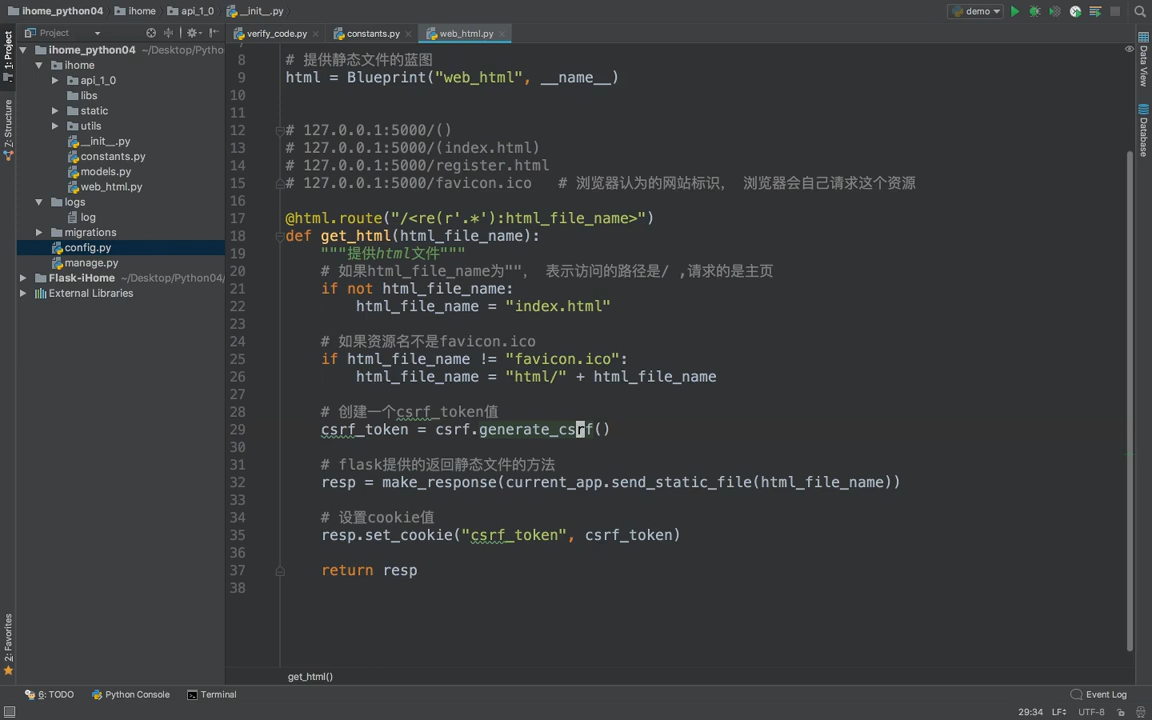 ihome_python04 ihome api_1_0 __init__.py demo
Project verify_code.py constants.py web_html.py
1: Project
Z: Structure
2: Favorites
ihome_python04 ~/Desktop/Pytho
ihome
api_1_0
libs
static
utils
__init__.py
constants.py
models.py
web_html.py
logs
log
migrations
config.py
manage.py
Flask-iHome ~/Desktop/Python04/
External Libraries
7
8 # 提供静态文件的蓝图
9 html = Blueprint("web_html", __name__)
10
11
12 # 127.0.0.1:5000/()
13 # 127.0.0.1:5000/(index.html)
14 # 127.0.0.1:5000/register.html
15 # 127.0.0.1:5000/favicon.ico # 浏览器认为的网站标识， 浏览器会自己请求这个资源
16
17 @html.route("/<re(r'.*'):html_file_name>")
18 def get_html(html_file_name):
19 """提供html文件"""
20 # 如果html_file_name为""， 表示访问的路径是/ ,请求的是主页
21 if not html_file_name:
22 html_file_name = "index.html"
23
24 # 如果资源名不是favicon.ico
25 if html_file_name != "favicon.ico":
26 html_file_name = "html/" + html_file_name
27
28 # 创建一个csrf_token值
29 csrf_token = csrf.generate_csrf()
30
31 # flask提供的返回静态文件的方法
32 resp = make_response(current_app.send_static_file(html_file_name))
33
34 # 设置cookie值
35 resp.set_cookie("csrf_token", csrf_token)
36
37 return resp
38
get_html()
Data View
Database
6: TODO Python Console Terminal Event Log
29:34 LF UTF-8